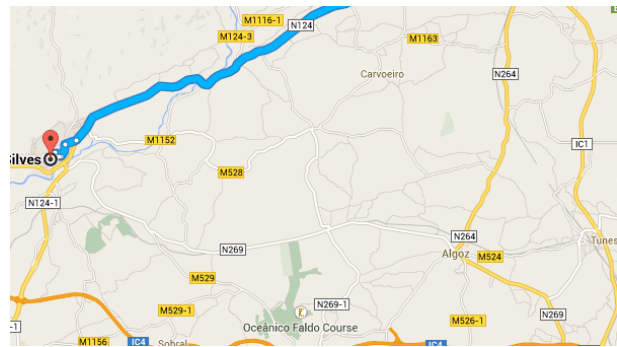 M1116-1
N124
M124-3
M1163
Carvoeiro
N264
M1152
IC1
Silves
M528
N124-1
N264
Tunes
N269
Algoz
M524
M529
N269-1
M529-1
M526-1
Oceânico Faldo Course
-1
M1156
Sobral
IC4
IC4